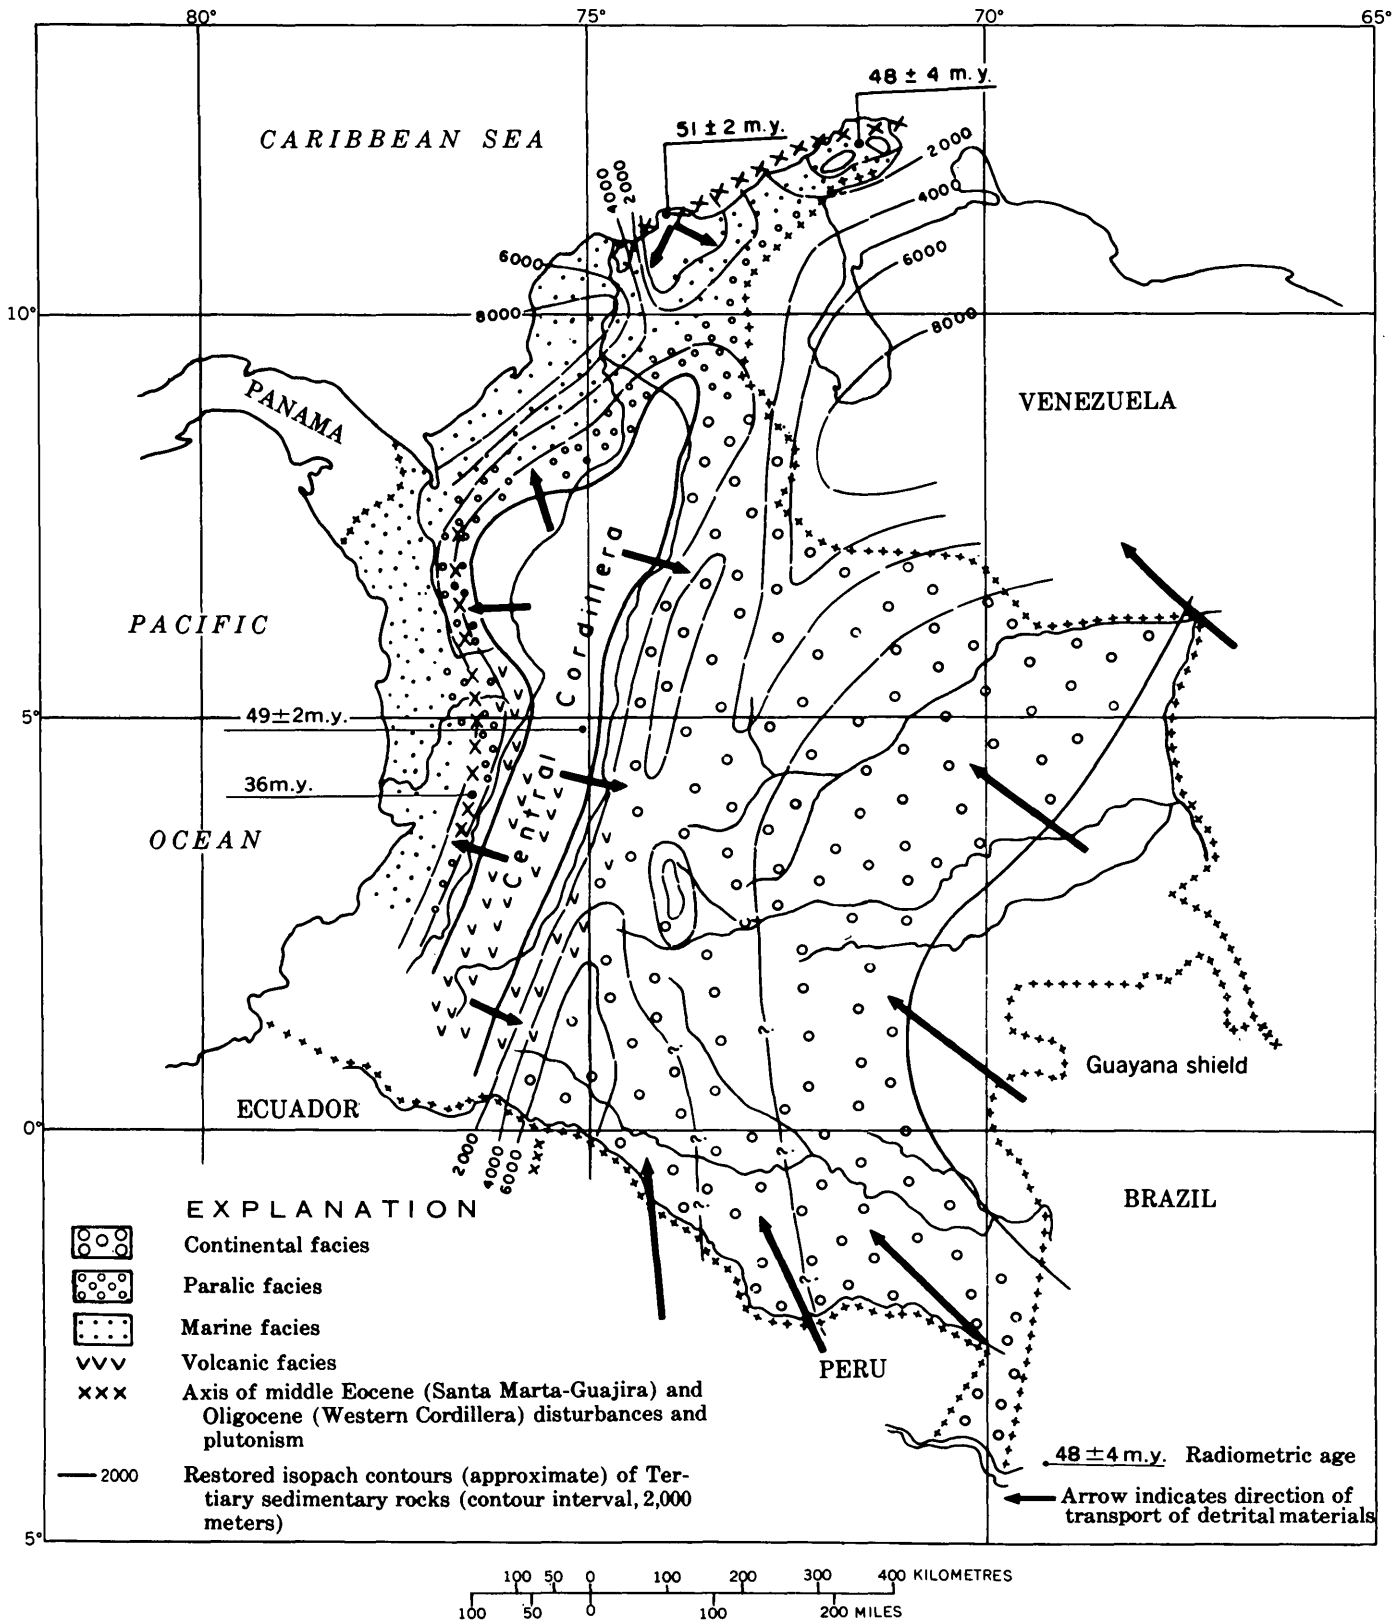 80° 75° 70° 65°
48 ± 4 m.y.
51 ± 2 m.y.
CARIBBEAN SEA
2000
4000
2000
4000
6000
6000
10°
8000
8000
PANAMA
VENEZUELA
Cordillera
PACIFIC
5°
49±2m.y.
Central
36m.y.
OCEAN
?
Guayana shield
ECUADOR
0°
2000
4000
6000
xxx
?
?
?
?
?
BRAZIL
EXPLANATION
Continental facies
Paralic facies
Marine facies
PERU
VVV Volcanic facies
XXX Axis of middle Eocene (Santa Marta-Guajira) and
Oligocene (Western Cordillera) disturbances and
plutonism
2000 Restored isopach contours (approximate) of Ter-
tiary sedimentary rocks (contour interval, 2,000
meters)
48 ±4 m.y. Radiometric age
Arrow indicates direction of
transport of detrital materials
5°
100 50 0 100 200 300 400 KILOMETRES
100 50 0 100 200 MILES